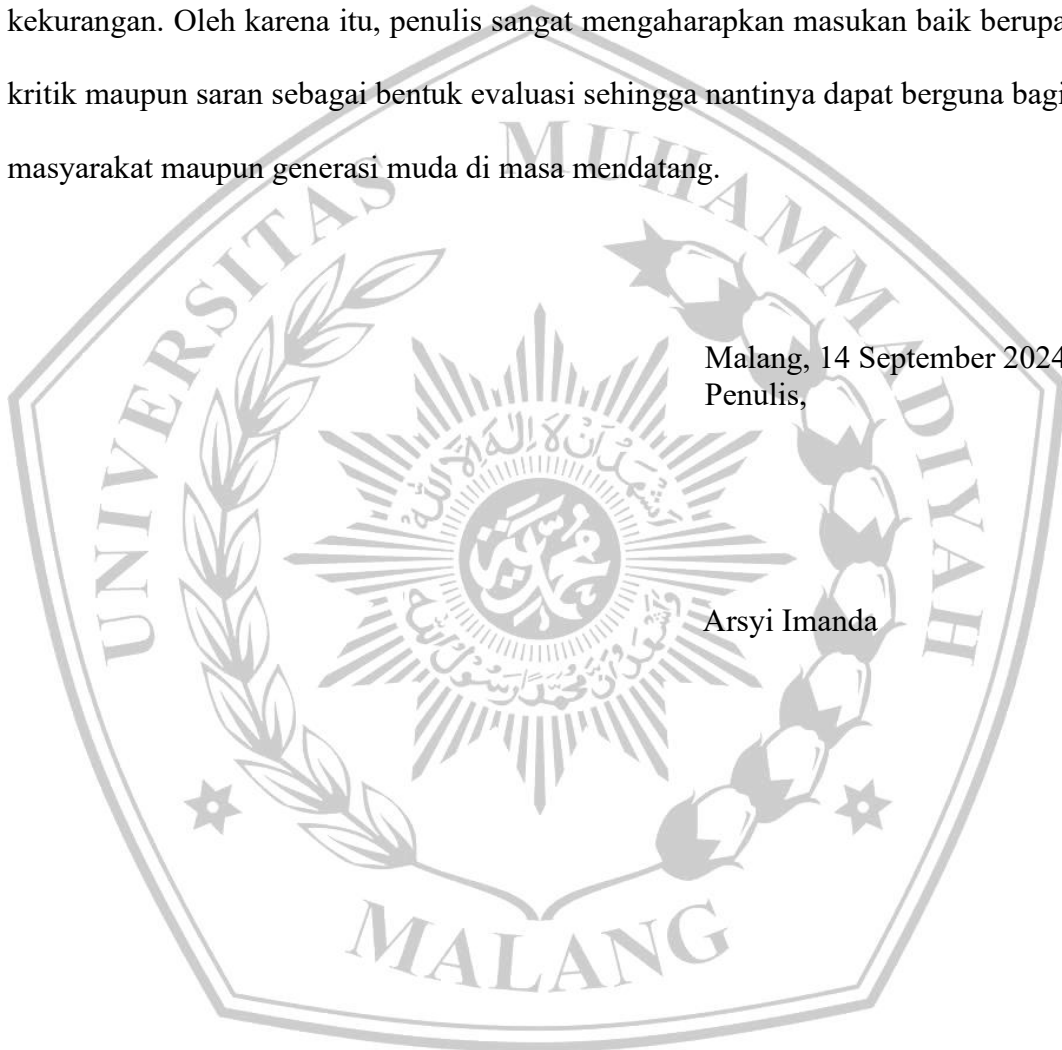 kekurangan. Oleh karena itu, penulis sangat mengaharapkan masukan baik berupa
kritik maupun saran sebagai bentuk evaluasi sehingga nantinya dapat berguna bagi
masyarakat maupun generasi muda di masa mendatang.
UNIVERSITAS MUHAMMADIYAH
Malang, 14 September 2024
Penulis,
Arsyi Imanda
MALANG